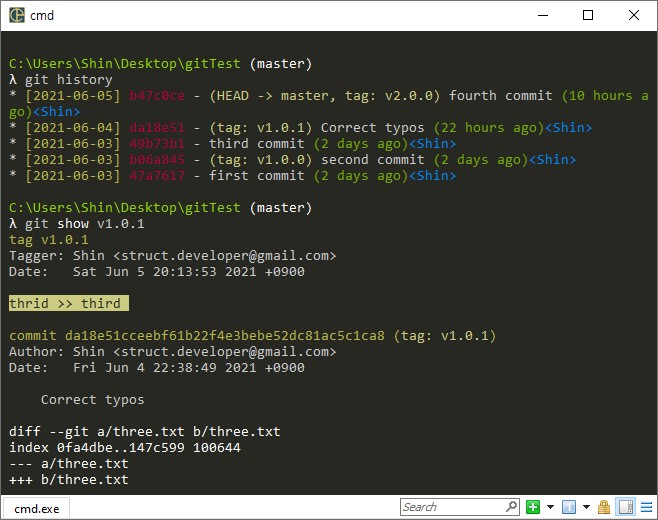 cmd
C:\Users\Shin\Desktop\gitTest (master)
λ git history
* [2021-06-05] b47c0ce - (HEAD -> master, tag: v2.0.0) fourth commit (10 hours a
go)<Shin>
* [2021-06-04] da18e51 - (tag: v1.0.1) Correct typos (22 hours ago)<Shin>
* [2021-06-03] 49b73b1 - third commit (2 days ago)<Shin>
* [2021-06-03] b06a845 - (tag: v1.0.0) second commit (2 days ago)<Shin>
* [2021-06-03] 47a7617 - first commit (2 days ago)<Shin>
C:\Users\Shin\Desktop\gitTest (master)
λ git show v1.0.1
tag v1.0.1
Tagger: Shin <struct.developer@gmail.com>
Date:   Sat Jun 5 20:13:53 2021 +0900
thrid >> third
commit da18e51cceebf61b22f4e3bebe52dc81ac5c1ca8 (tag: v1.0.1)
Author: Shin <struct.developer@gmail.com>
Date:   Fri Jun 4 22:38:49 2021 +0900
    Correct typos
diff --git a/three.txt b/three.txt
index 0fa4dbe..147c599 100644
--- a/three.txt
+++ b/three.txt
cmd.exe
Search